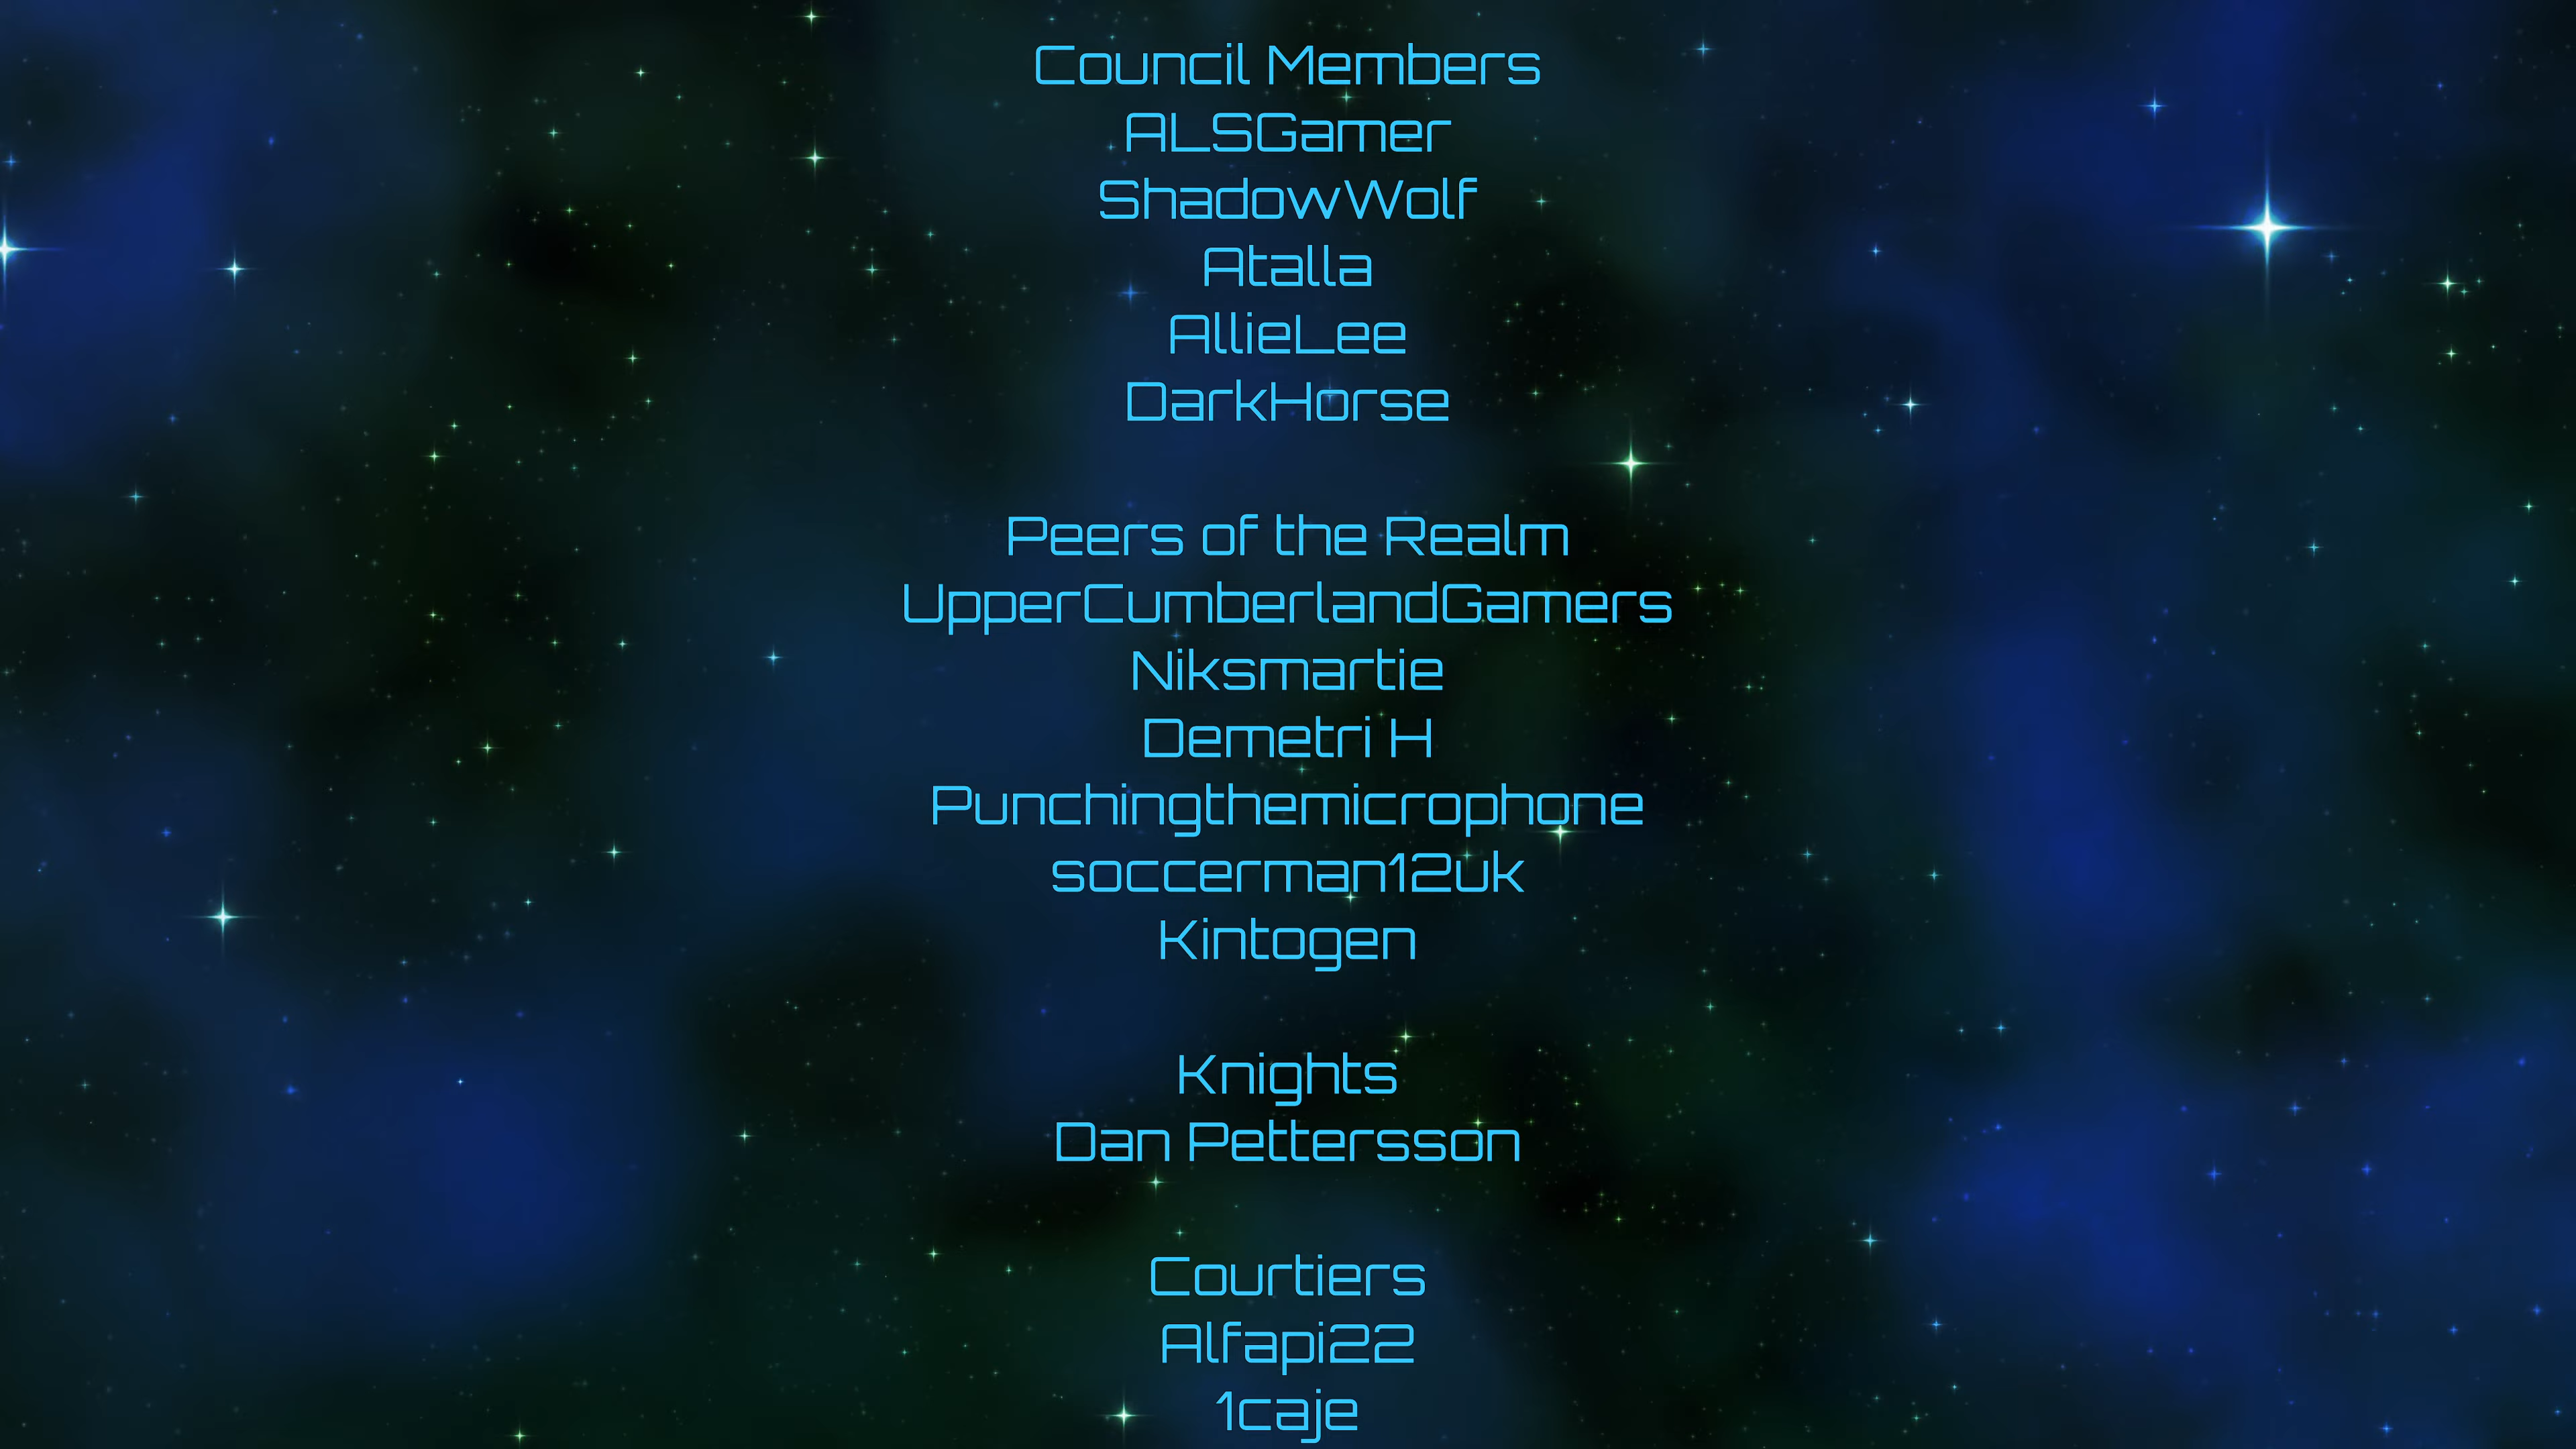 Council Members
ALSGamer
ShadowWolf
Atalla
AllieLee
DarkHorse
Peers of the Realm
UpperCumberlandGamers
Niksmartie
Demetri H
Punchingthemicrophone
soccerman12uk
Kintogen
Knights
Dan Pettersson
Courtiers
Alfapi22
1caje